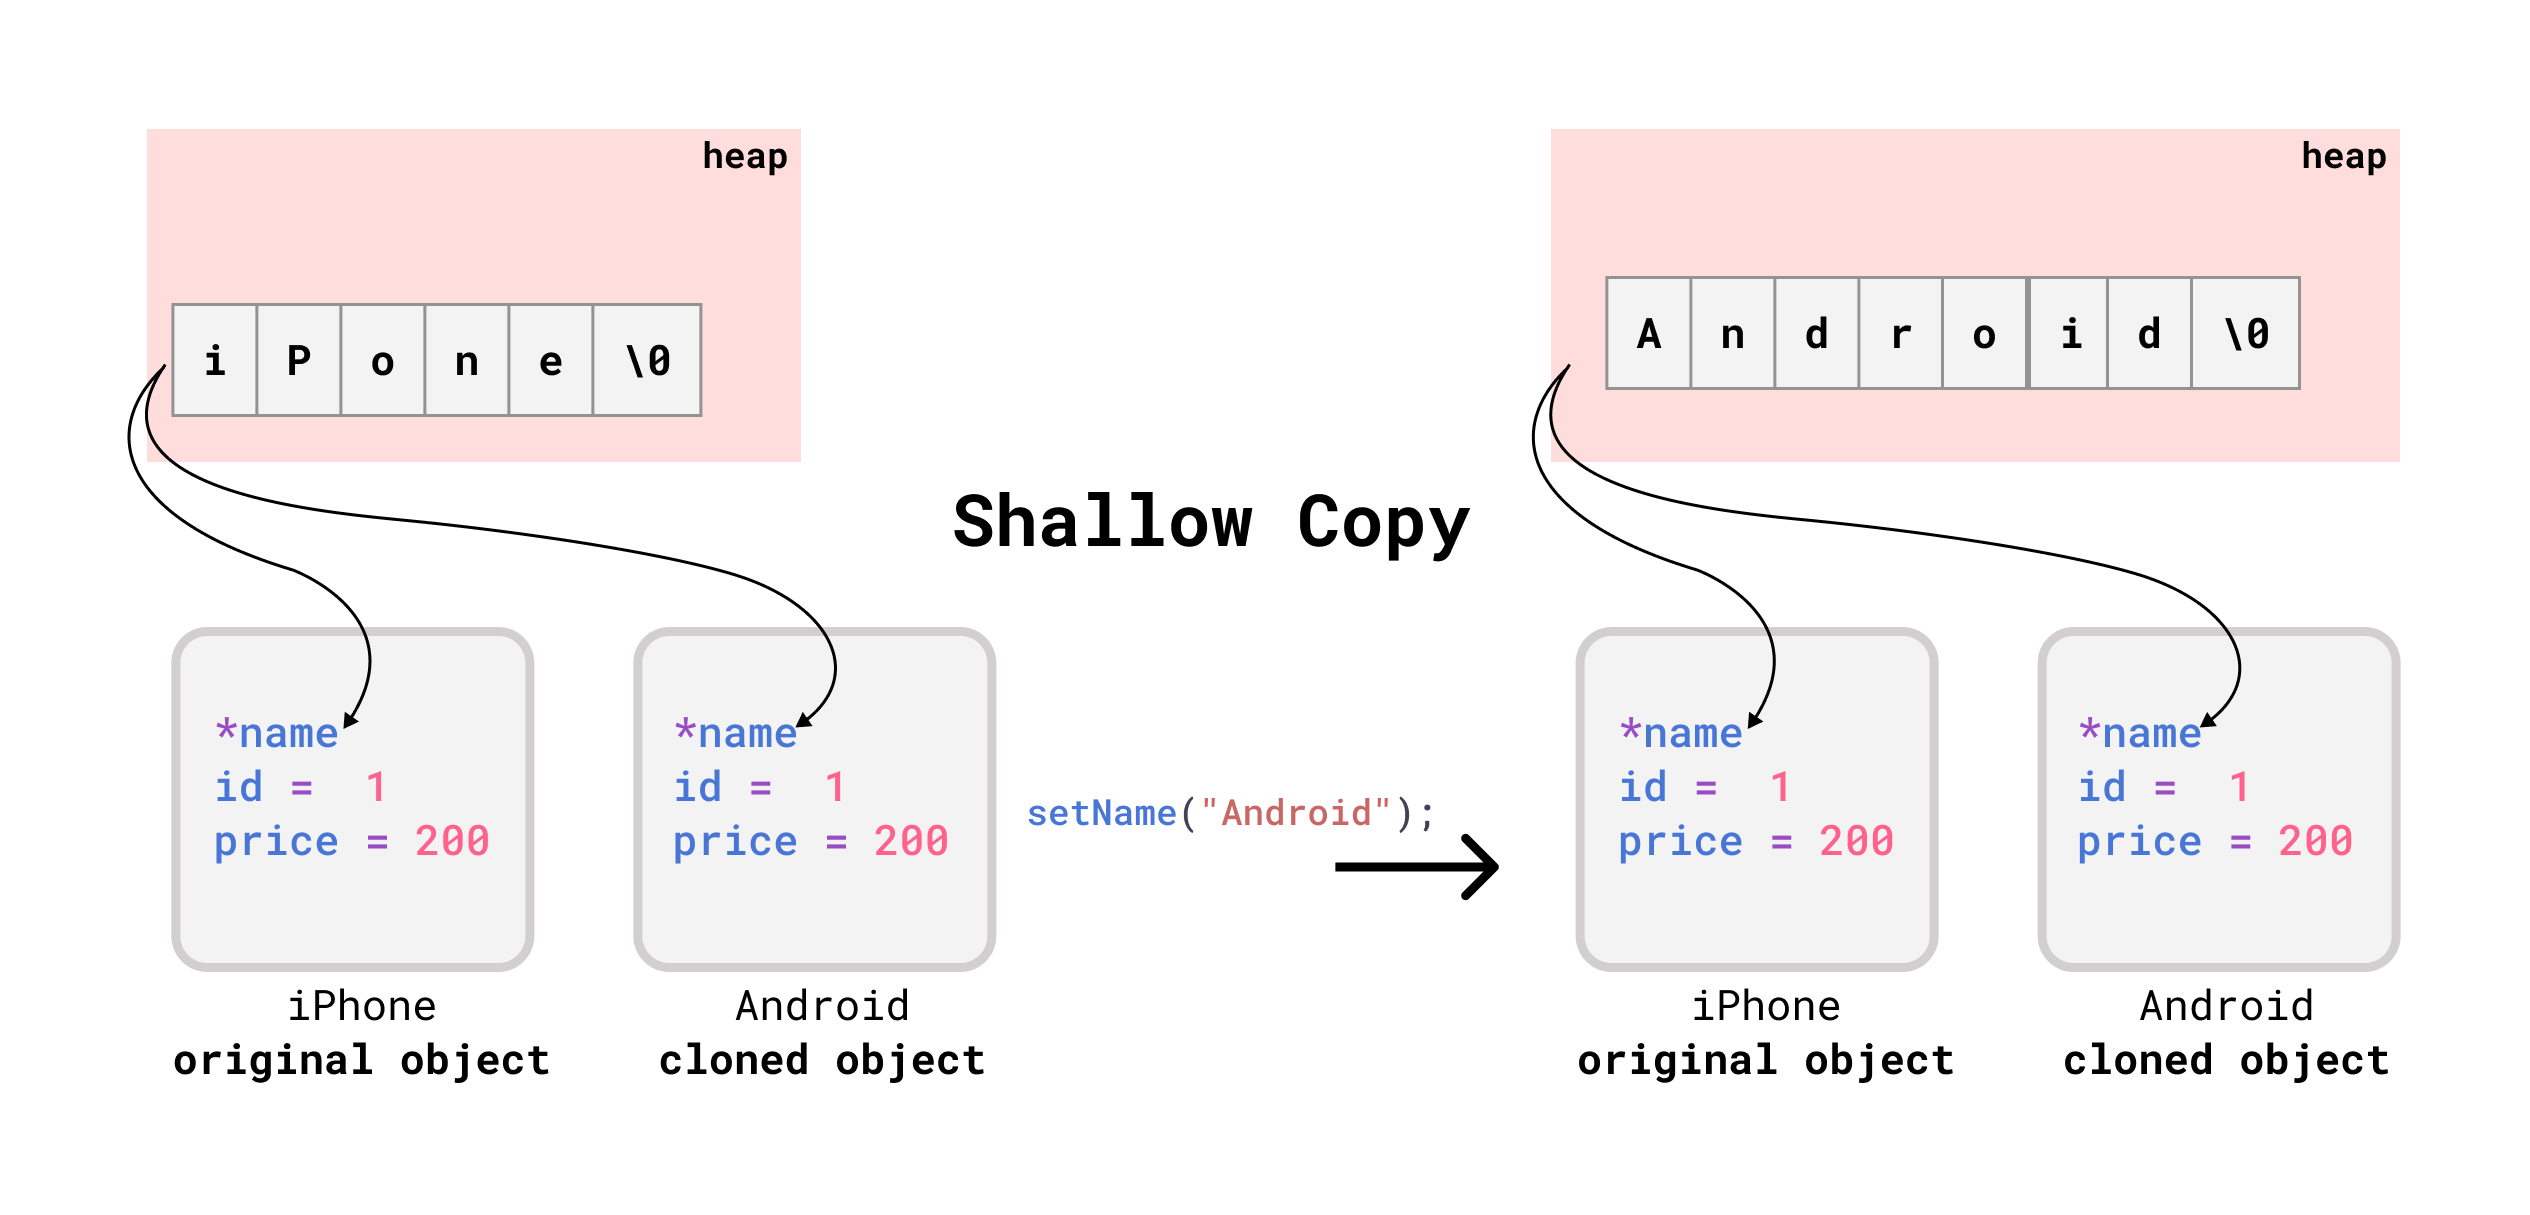 heap
i P o n e \0
*name
id = 1
price = 200
iPhone
original object
*name
id = 1
price = 200
Android
cloned object
Shallow Copy
setName("Android");
heap
A n d r o i d \0
*name
id = 1
price = 200
iPhone
original object
*name
id = 1
price = 200
Android
cloned object